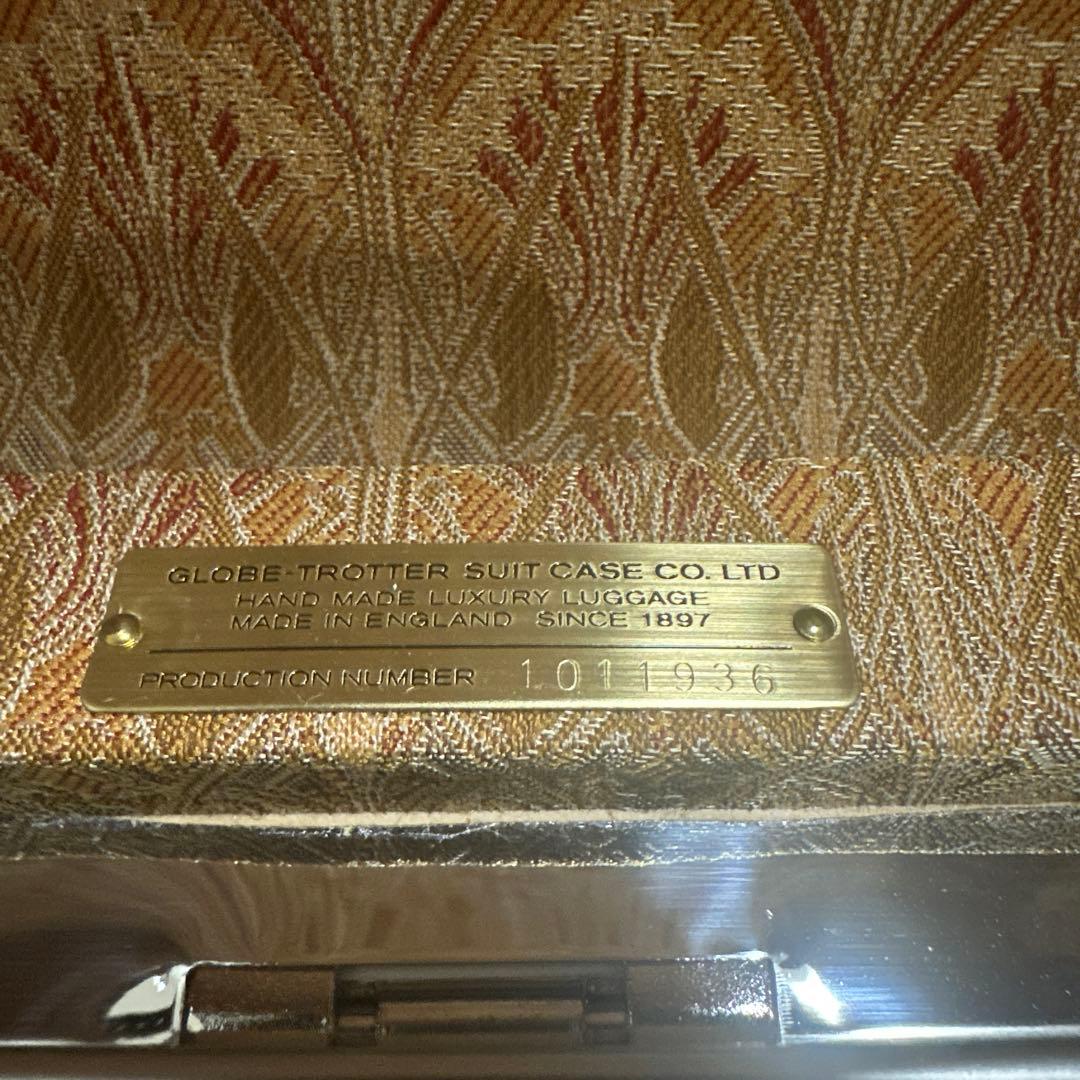 GLOBE-TROTTER SUIT CASE CO. LTD
HAND MADE LUXURY LUGGAGE
MADE IN ENGLAND SINCE 1897
PRODUCTION NUMBER 1011936